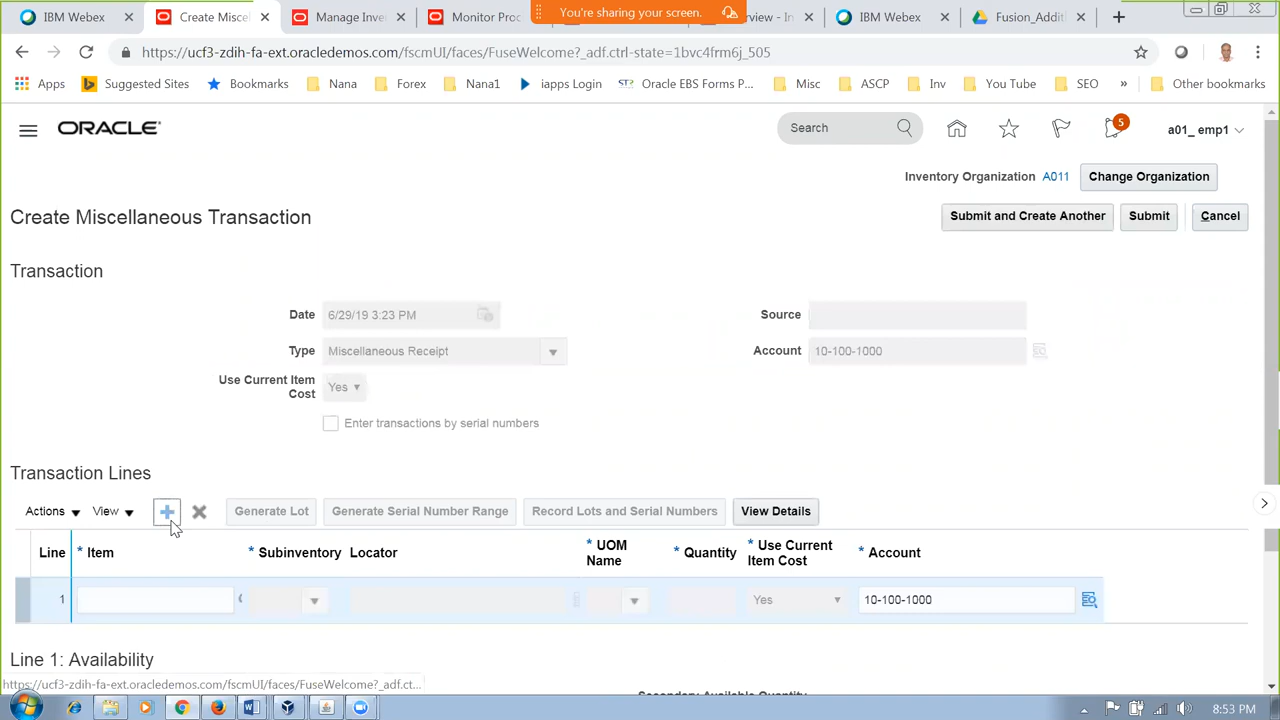 You're sharing your screen.
IBM Webex
Create Misce
Manage Inve
Monitor Proc
IBM Webex
Fusion_Additi
https://ucf3-zdih-fa-ext.oracledemos.com/fscmUI/faces/FuseWelcome?_adf.ctrl-state=1bvc4frm6j_505
Apps Suggested Sites Bookmarks Nana Forex Nana1 iapps Login Oracle EBS Forms P... Misc ASCP Inv You Tube SEO » Other bookmarks
ORACLE Search 5 a01_ emp1
Inventory Organization A011 Change Organization
Create Miscellaneous Transaction Submit and Create Another Submit Cancel
Transaction
Date 6/29/19 3:23 PM Source
Type Miscellaneous Receipt Account 10-100-1000
Use Current Item Cost Yes
Enter transactions by serial numbers
Transaction Lines
Actions View Generate Lot Generate Serial Number Range Record Lots and Serial Numbers View Details
Line * Item * Subinventory Locator * UOM Name * Quantity * Use Current Item Cost * Account
1 Yes 10-100-1000
Line 1: Availability
Secondary Available Quantity
https://ucf3-zdih-fa-ext.oracledemos.com/fscmUI/faces/FuseWelcome?_adf.ct...
8:53 PM